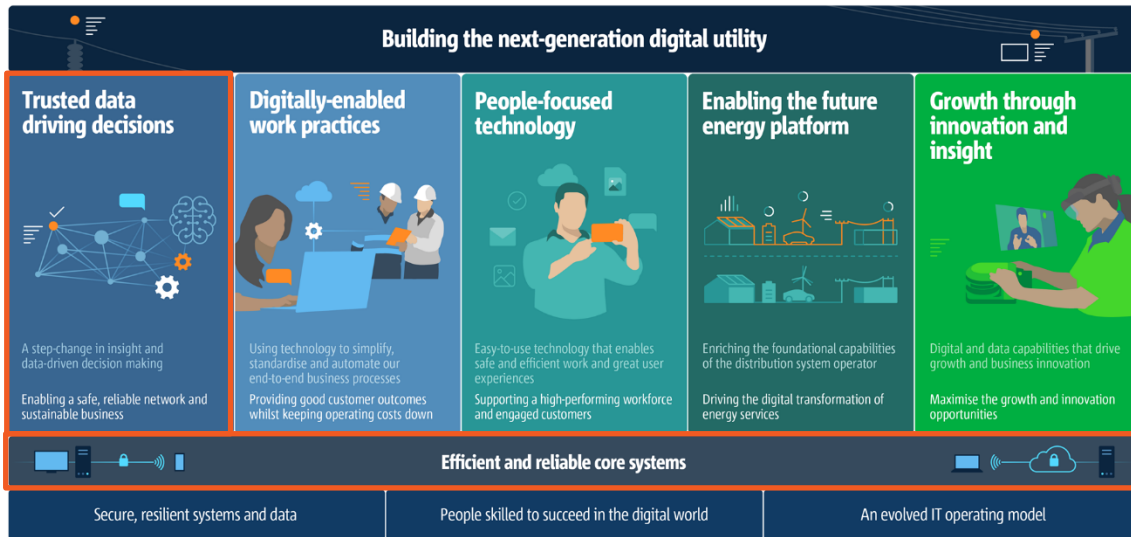 Building the next-generation digital utility
Trusted data
driving decisions
A step-change in insight and
data-driven decision making
Enabling a safe, reliable network and
sustainable business
Digitally-enabled
work practices
Using technology to simplify,
standardise and automate our
end-to-end business processes
Providing good customer outcomes
whilst keeping operating costs down
People-focused
technology
Easy-to-use technology that enables
safe and efficient work and great user
experiences
Supporting a high-performing workforce
and engaged customers
Enabling the future
energy platform
Enriching the foundational capabilities
of the distribution system operator
Driving the digital transformation of
energy services
Growth through
innovation and
insight
Digital and data capabilities that drive
growth and business innovation
Maximise the growth and innovation
opportunities
Efficient and reliable core systems
Secure, resilient systems and data
People skilled to succeed in the digital world
An evolved IT operating model